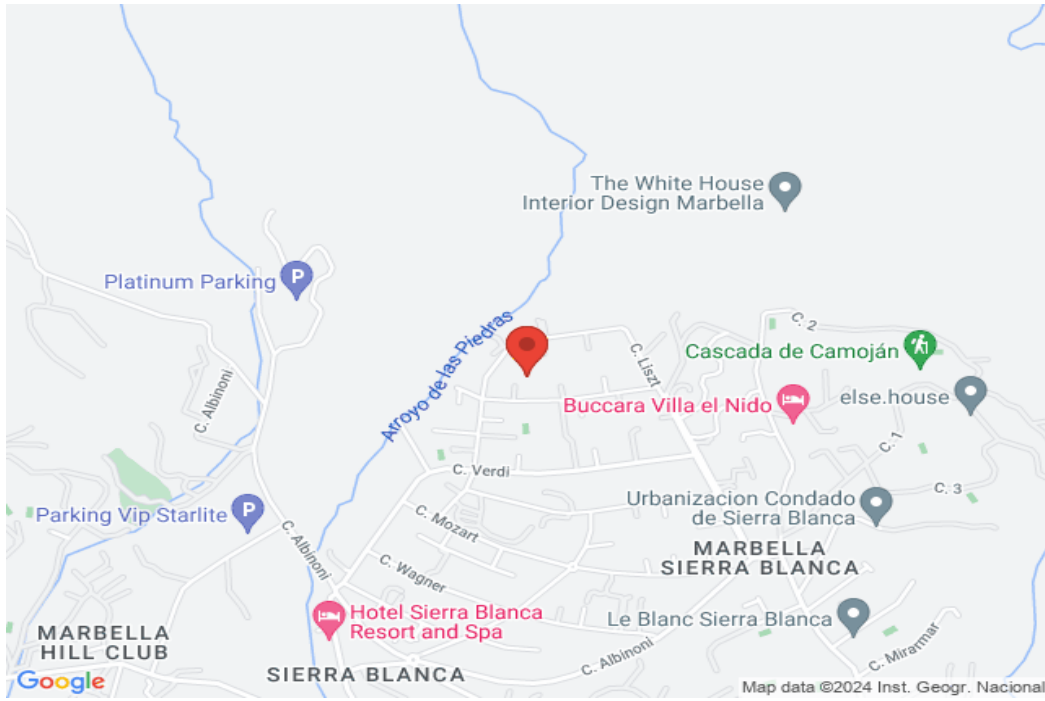 The White House
Interior Design Marbella
Platinum Parking
P
Arroyo de las Piedras
C. 2
C. Liszt
Cascada de Camoján
C. Albinoni
Buccara Villa el Nido
else.house
C. 1
C. Verdi
C. 3
Parking Vip Starlite
P
C. Mozart
Urbanizacion Condado
de Sierra Blanca
C. Albinoni
MARBELLA
SIERRA BLANCA
C. Wagner
Hotel Sierra Blanca
Resort and Spa
Le Blanc Sierra Blanca
MARBELLA
HILL CLUB
C. Miramar
C. Albinoni
SIERRA BLANCA
Google
Map data ©2024 Inst. Geogr. Nacional